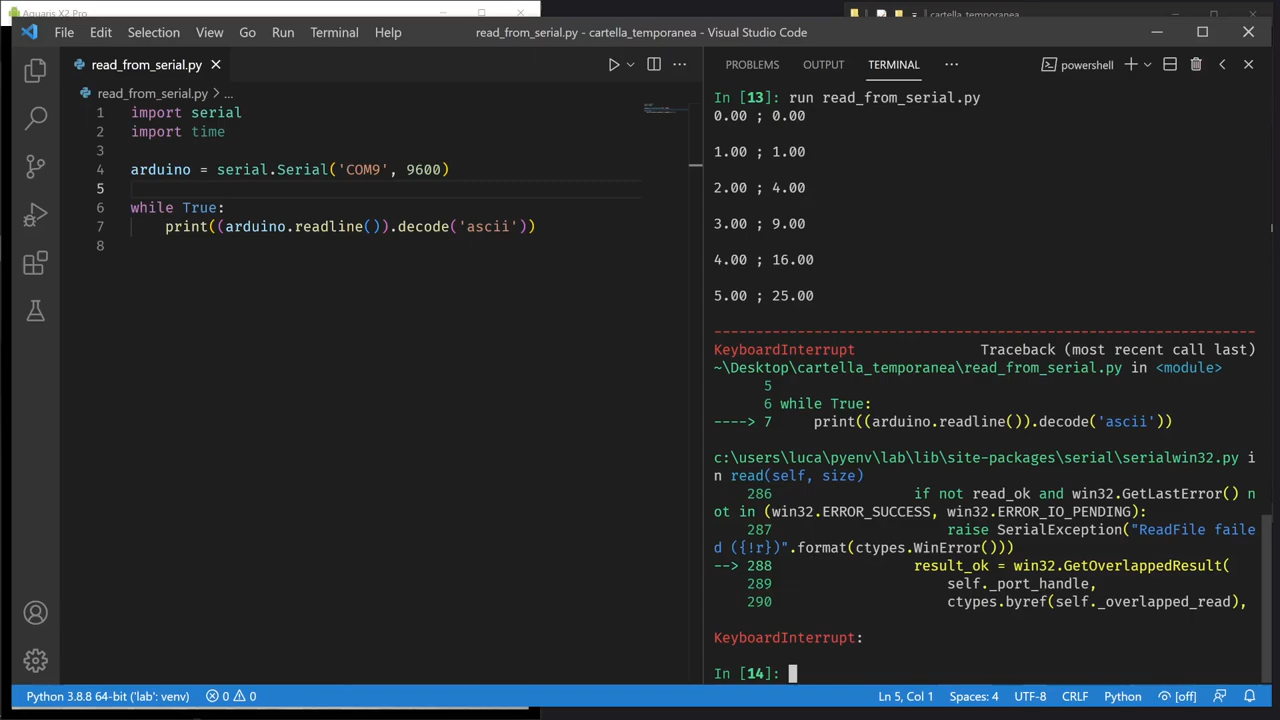 Aquaris X2 Pro
cartella_temporanea
File Edit Selection View Go Run Terminal Help
read_from_serial.py - cartella_temporanea - Visual Studio Code
read_from_serial.py
read_from_serial.py > ...
1 import serial
2 import time
3
4 arduino = serial.Serial('COM9', 9600)
5
6 while True:
7     print((arduino.readline()).decode('ascii'))
8
PROBLEMS OUTPUT TERMINAL ... powershell
In [13]: run read_from_serial.py
0.00 ; 0.00
1.00 ; 1.00
2.00 ; 4.00
3.00 ; 9.00
4.00 ; 16.00
5.00 ; 25.00
-----------------------------------------------------------------
KeyboardInterrupt Traceback (most recent call last)
~\Desktop\cartella_temporanea\read_from_serial.py in <module>
5
6 while True:
----> 7     print((arduino.readline()).decode('ascii'))
c:\users\luca\pyenv\lab\lib\site-packages\serial\serialwin32.py i
n read(self, size)
286 if not read_ok and win32.GetLastError() n
ot in (win32.ERROR_SUCCESS, win32.ERROR_IO_PENDING):
287 raise SerialException("ReadFile faile
d ({!r})".format(ctypes.WinError()))
--> 288 result_ok = win32.GetOverlappedResult(
289 self._port_handle,
290 ctypes.byref(self._overlapped_read),
KeyboardInterrupt:
In [14]:
Python 3.8.8 64-bit ('lab': venv) 0 0 Ln 5, Col 1 Spaces: 4 UTF-8 CRLF Python [off]